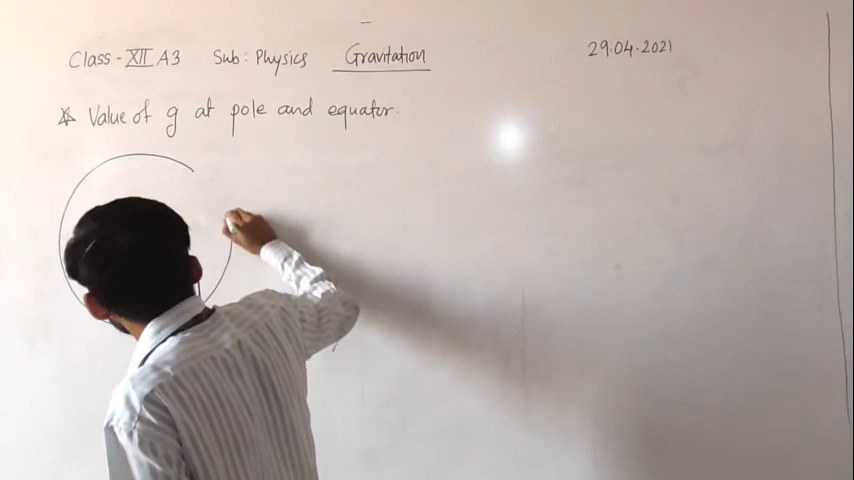 Class - XII A3 Sub: Physics Gravitation 29.04.2021
* Value of g at pole and equator.